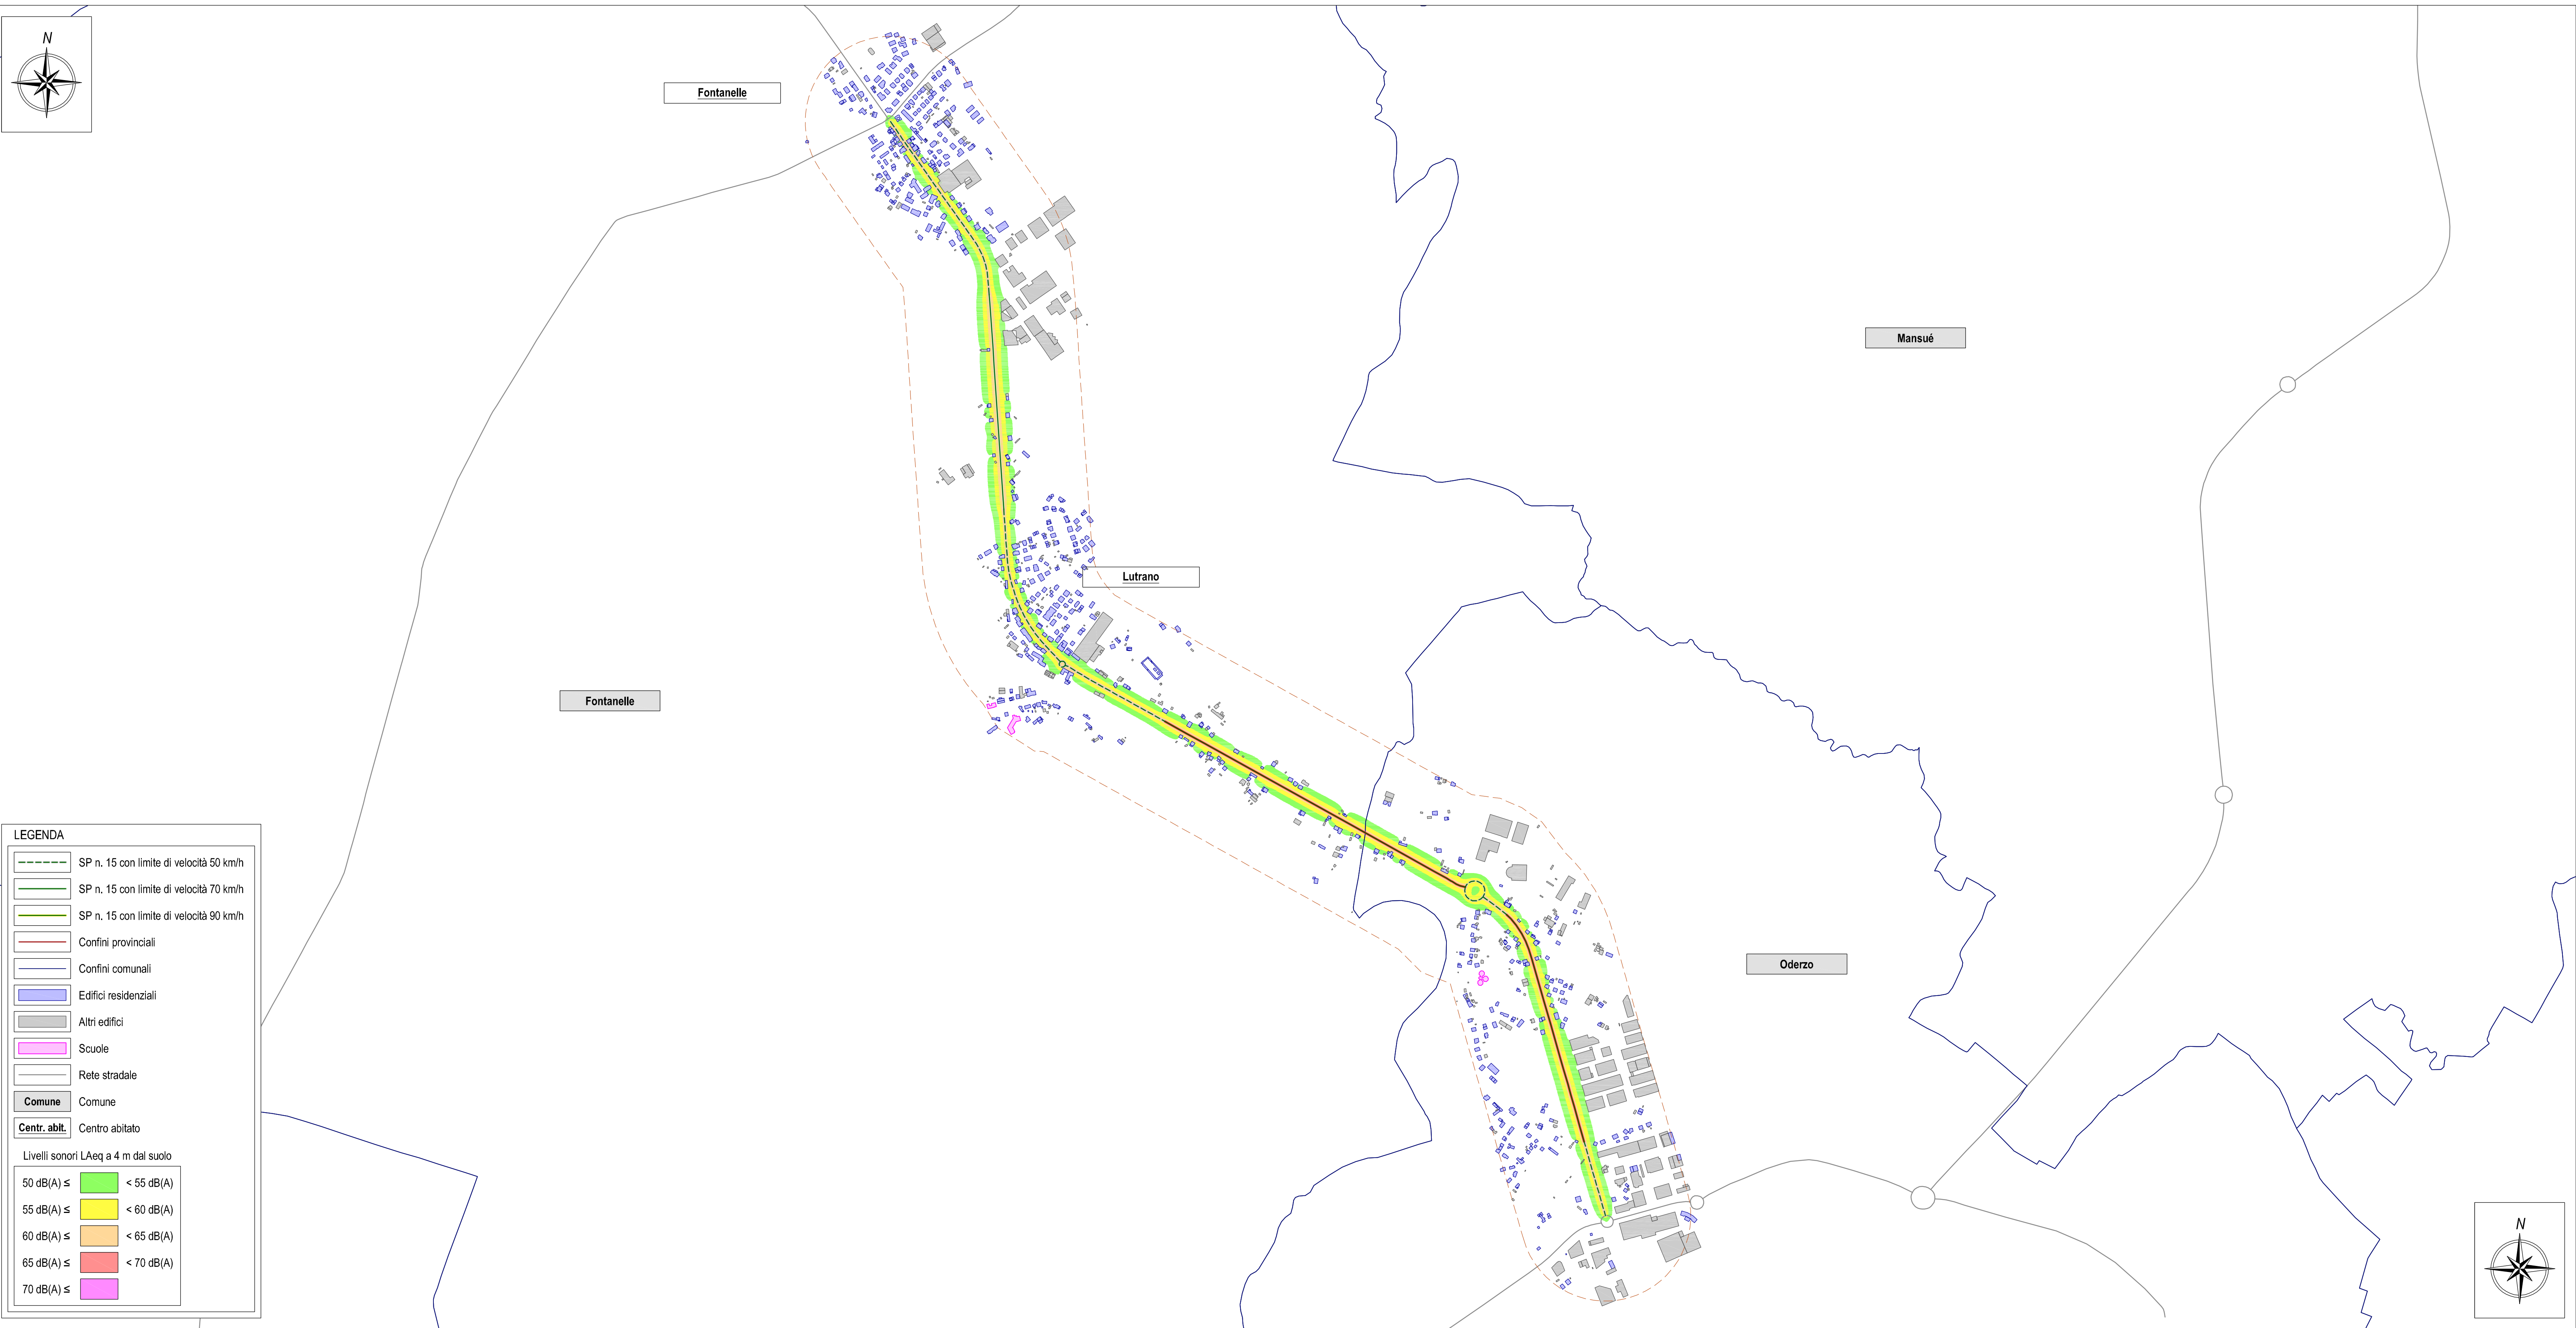 N
Fontanelle
Mansué
Lutrano
Fontanelle
Oderzo
LEGENDA
SP n. 15 con limite di velocità 50 km/h
SP n. 15 con limite di velocità 70 km/h
SP n. 15 con limite di velocità 90 km/h
Confini provinciali
Confini comunali
Edifici residenziali
Altri edifici
Scuole
Rete stradale
Comune Comune
Centr. abit. Centro abitato
Livelli sonori LAeq a 4 m dal suolo
50 dB(A) ≤ < 55 dB(A)
55 dB(A) ≤ < 60 dB(A)
60 dB(A) ≤ < 65 dB(A)
65 dB(A) ≤ < 70 dB(A)
70 dB(A) ≤
N